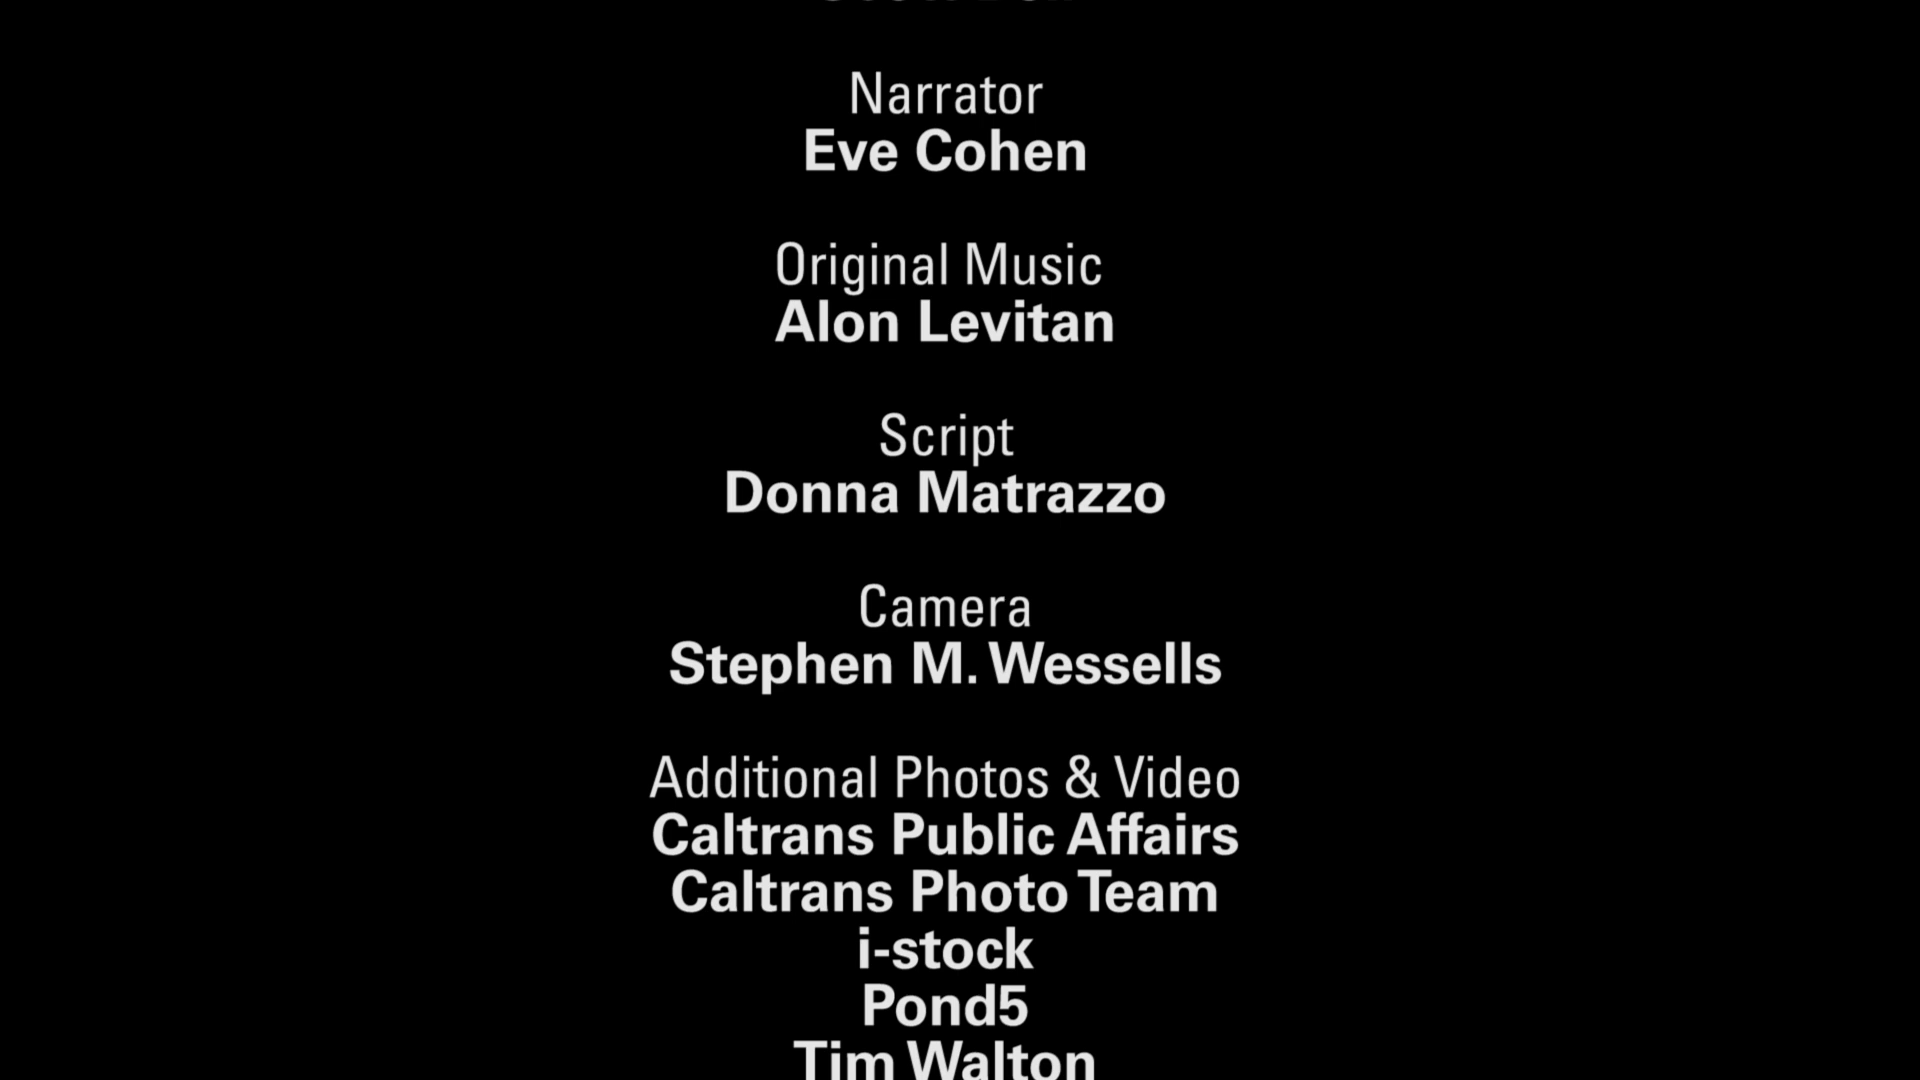 Narrator
Eve Cohen
Original Music
Alon Levitan
Script
Donna Matrazzo
Camera
Stephen M. Wessells
Additional Photos & Video
Caltrans Public Affairs
Caltrans Photo Team
i-stock
Pond5
Tim Walton